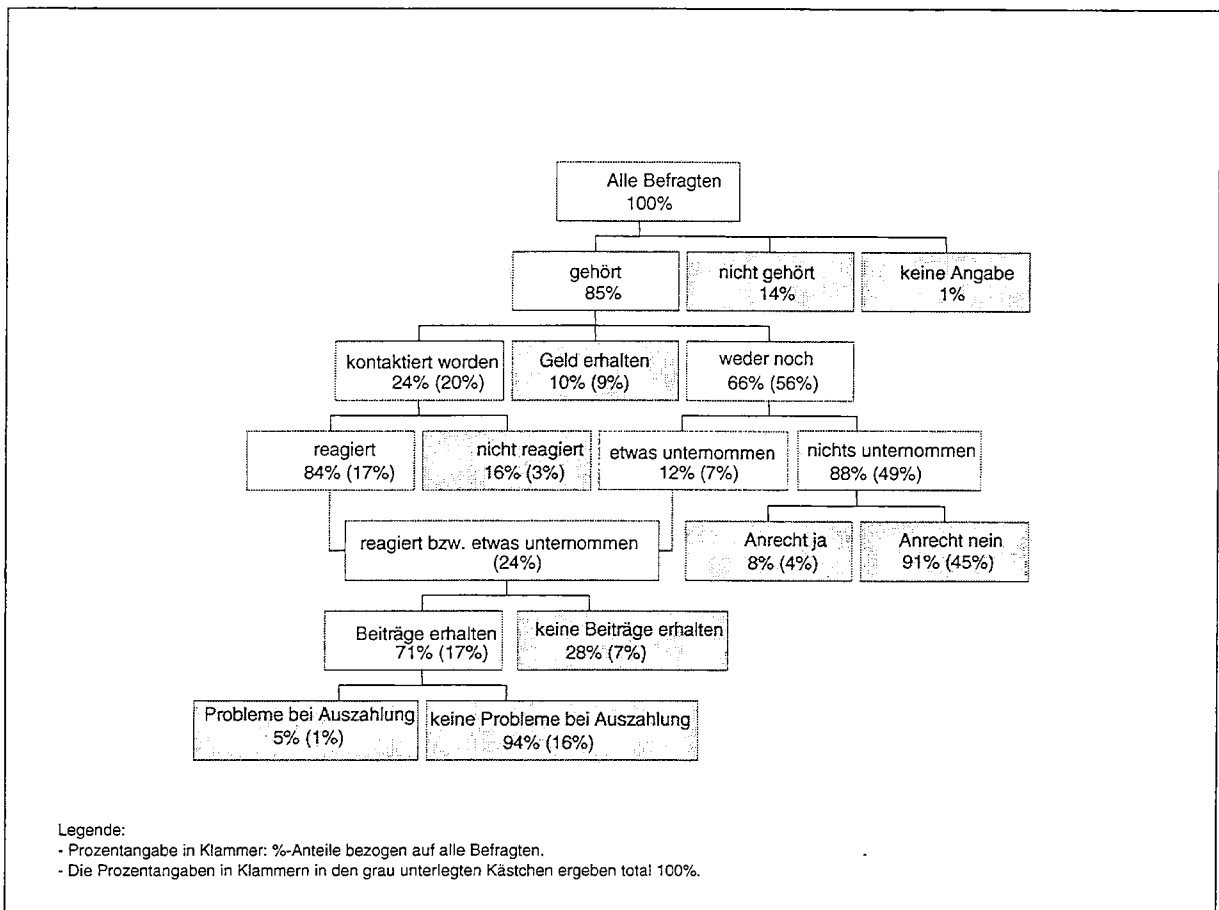 Alle Befragten
100%
gehört
85%
nicht gehört
14%
keine Angabe
1%
kontaktiert worden
24% (20%)
Geld erhalten
10% (9%)
weder noch
66% (56%)
reagiert
84% (17%)
nicht reagiert
16% (3%)
etwas unternommen
12% (7%)
nichts unternommen
88% (49%)
reagiert bzw. etwas unternommen
(24%)
Anrecht ja
8% (4%)
Anrecht nein
91% (45%)
Beiträge erhalten
71% (17%)
keine Beiträge erhalten
28% (7%)
Probleme bei Auszahlung
5% (1%)
keine Probleme bei Auszahlung
94% (16%)
Legende:
- Prozentangabe in Klammer: %-Anteile bezogen auf alle Befragten.
- Die Prozentangaben in Klammern in den grau unterlegten Kästchen ergeben total 100%.